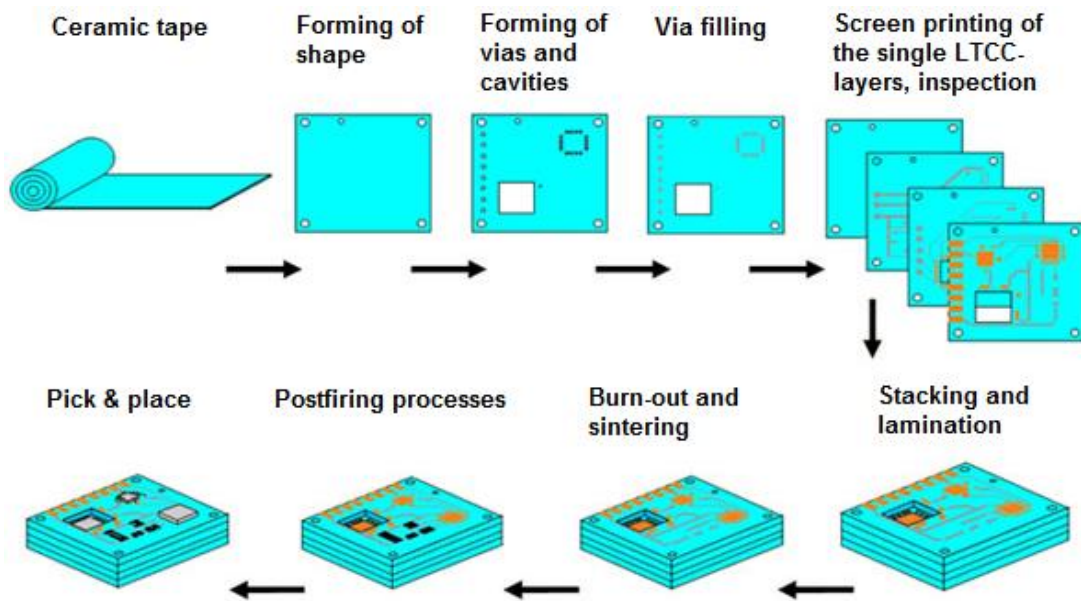 Ceramic tape
Forming of
shape
Forming of
vias and
cavities
Via filling
Screen printing of
the single LTCC-
layers, inspection
Pick & place
Postfiring processes
Burn-out and
sintering
Stacking and
lamination